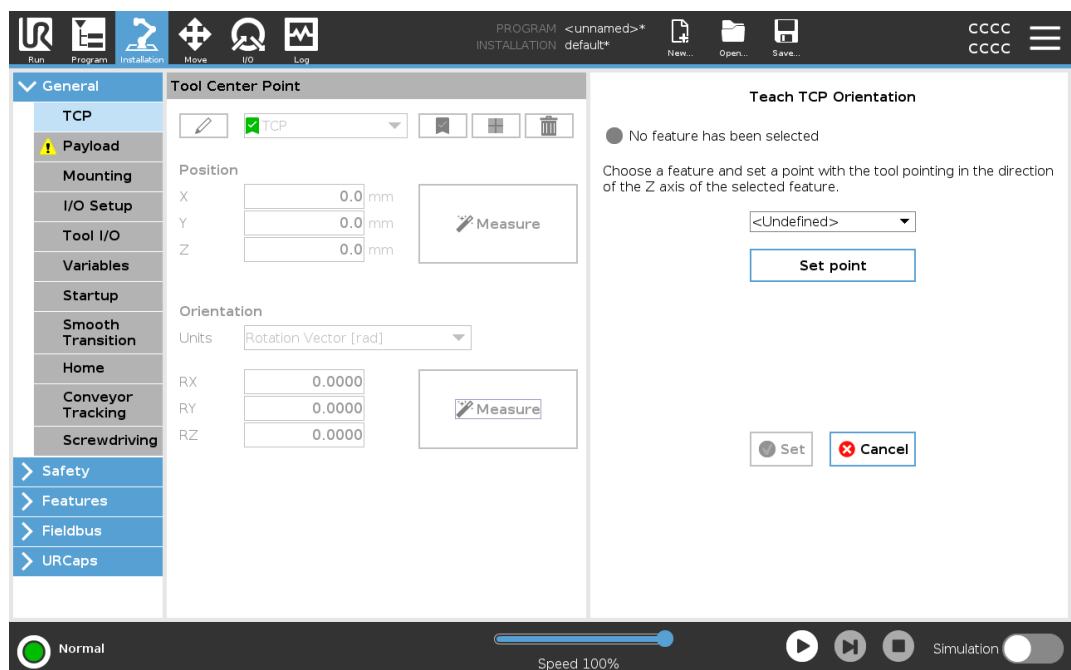 PROGRAM <unnamed>*
INSTALLATION default*
UR
Run
Program
Installation
Move
I/O
Log
New...
Open...
Save...
CCCC
CCCC
General
TCP
Payload
Mounting
I/O Setup
Tool I/O
Variables
Startup
Smooth
Transition
Home
Conveyor
Tracking
Screwdriving
Safety
Features
Fieldbus
URCaps
Tool Center Point
TCP
Position
X 0.0 mm
Y 0.0 mm
Z 0.0 mm
Measure
Orientation
Units Rotation Vector [rad]
RX 0.0000
RY 0.0000
RZ 0.0000
Measure
Teach TCP Orientation
No feature has been selected
Choose a feature and set a point with the tool pointing in the direction
of the Z axis of the selected feature.
<Undefined>
Set point
Set
Cancel
Normal
Speed 100%
Simulation